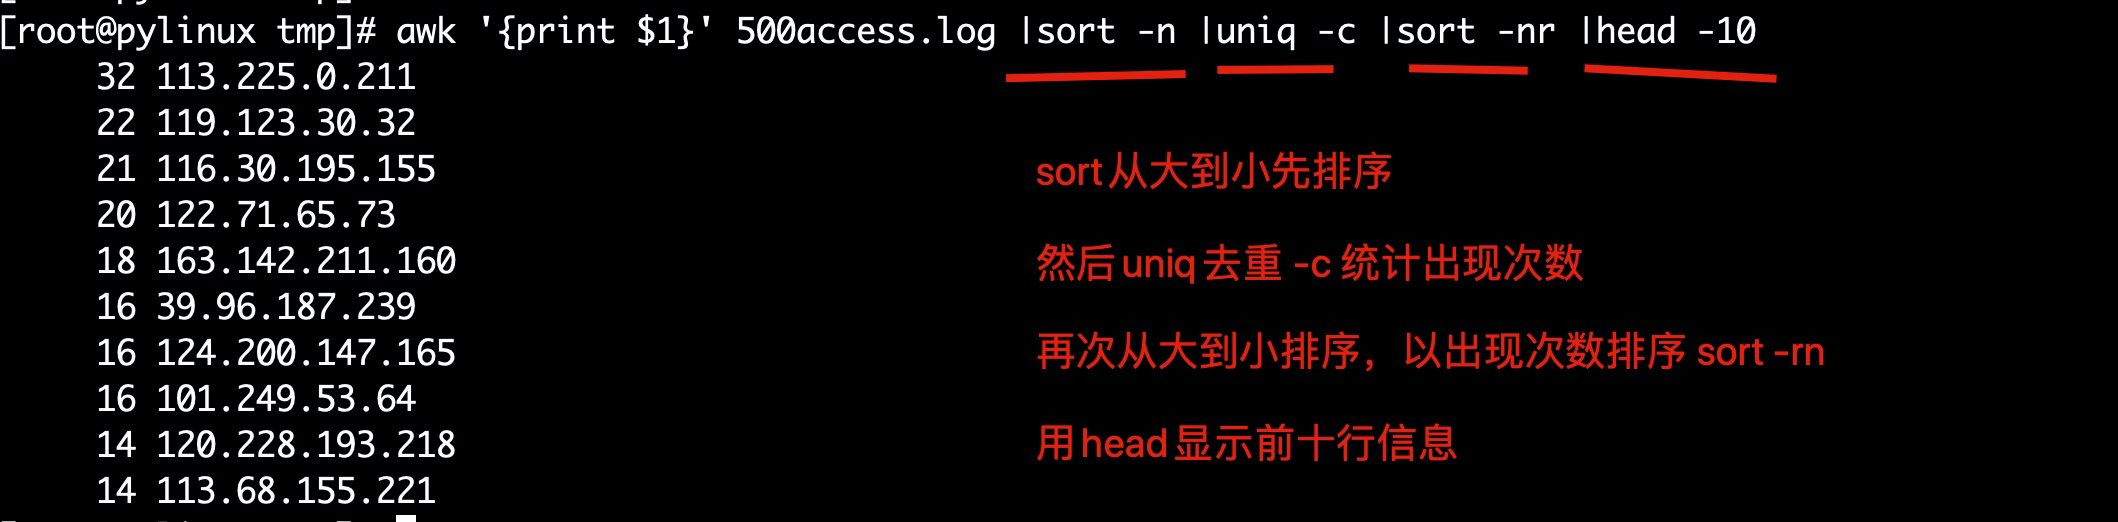 [root@pylinux tmp]# awk '{print $1}' 500access.log |sort -n |uniq -c |sort -nr |head -10
32 113.225.0.211
22 119.123.30.32
21 116.30.195.155
20 122.71.65.73
18 163.142.211.160
16 39.96.187.239
16 124.200.147.165
16 101.249.53.64
14 120.228.193.218
14 113.68.155.221
sort从大到小先排序
然后uniq去重 -c 统计出现次数
再次从大到小排序，以出现次数排序 sort -rn
用head显示前十行信息